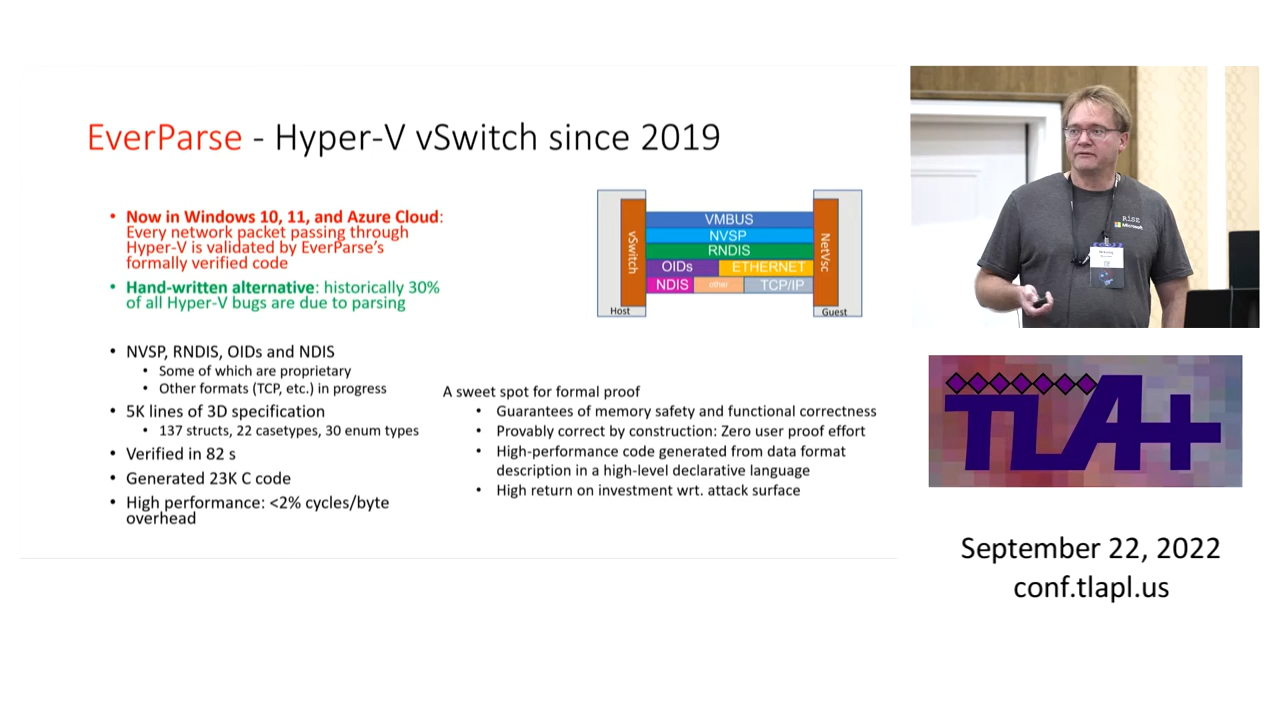 EverParse - Hyper-V vSwitch since 2019
• Now in Windows 10, 11, and Azure Cloud:
Every network packet passing through
Hyper-V is validated by EverParse's
formally verified code
• Hand-written alternative: historically 30%
of all Hyper-V bugs are due to parsing
• NVSP, RNDIS, OIDs and NDIS
• Some of which are proprietary
• Other formats (TCP, etc.) in progress
• 5K lines of 3D specification
• 137 structs, 22 casetypes, 30 enum types
• Verified in 82 s
• Generated 23K C code
• High performance: <2% cycles/byte
overhead
vSwitch
Host
VMBUS
NVSP
RNDIS
OIDs
ETHERNET
NDIS
other
TCP/IP
NetVsc
Guest
A sweet spot for formal proof
• Guarantees of memory safety and functional correctness
• Provably correct by construction: Zero user proof effort
• High-performance code generated from data format
description in a high-level declarative language
• High return on investment wrt. attack surface
RiSE
Microsoft
TLA+
September 22, 2022
conf.tlapl.us